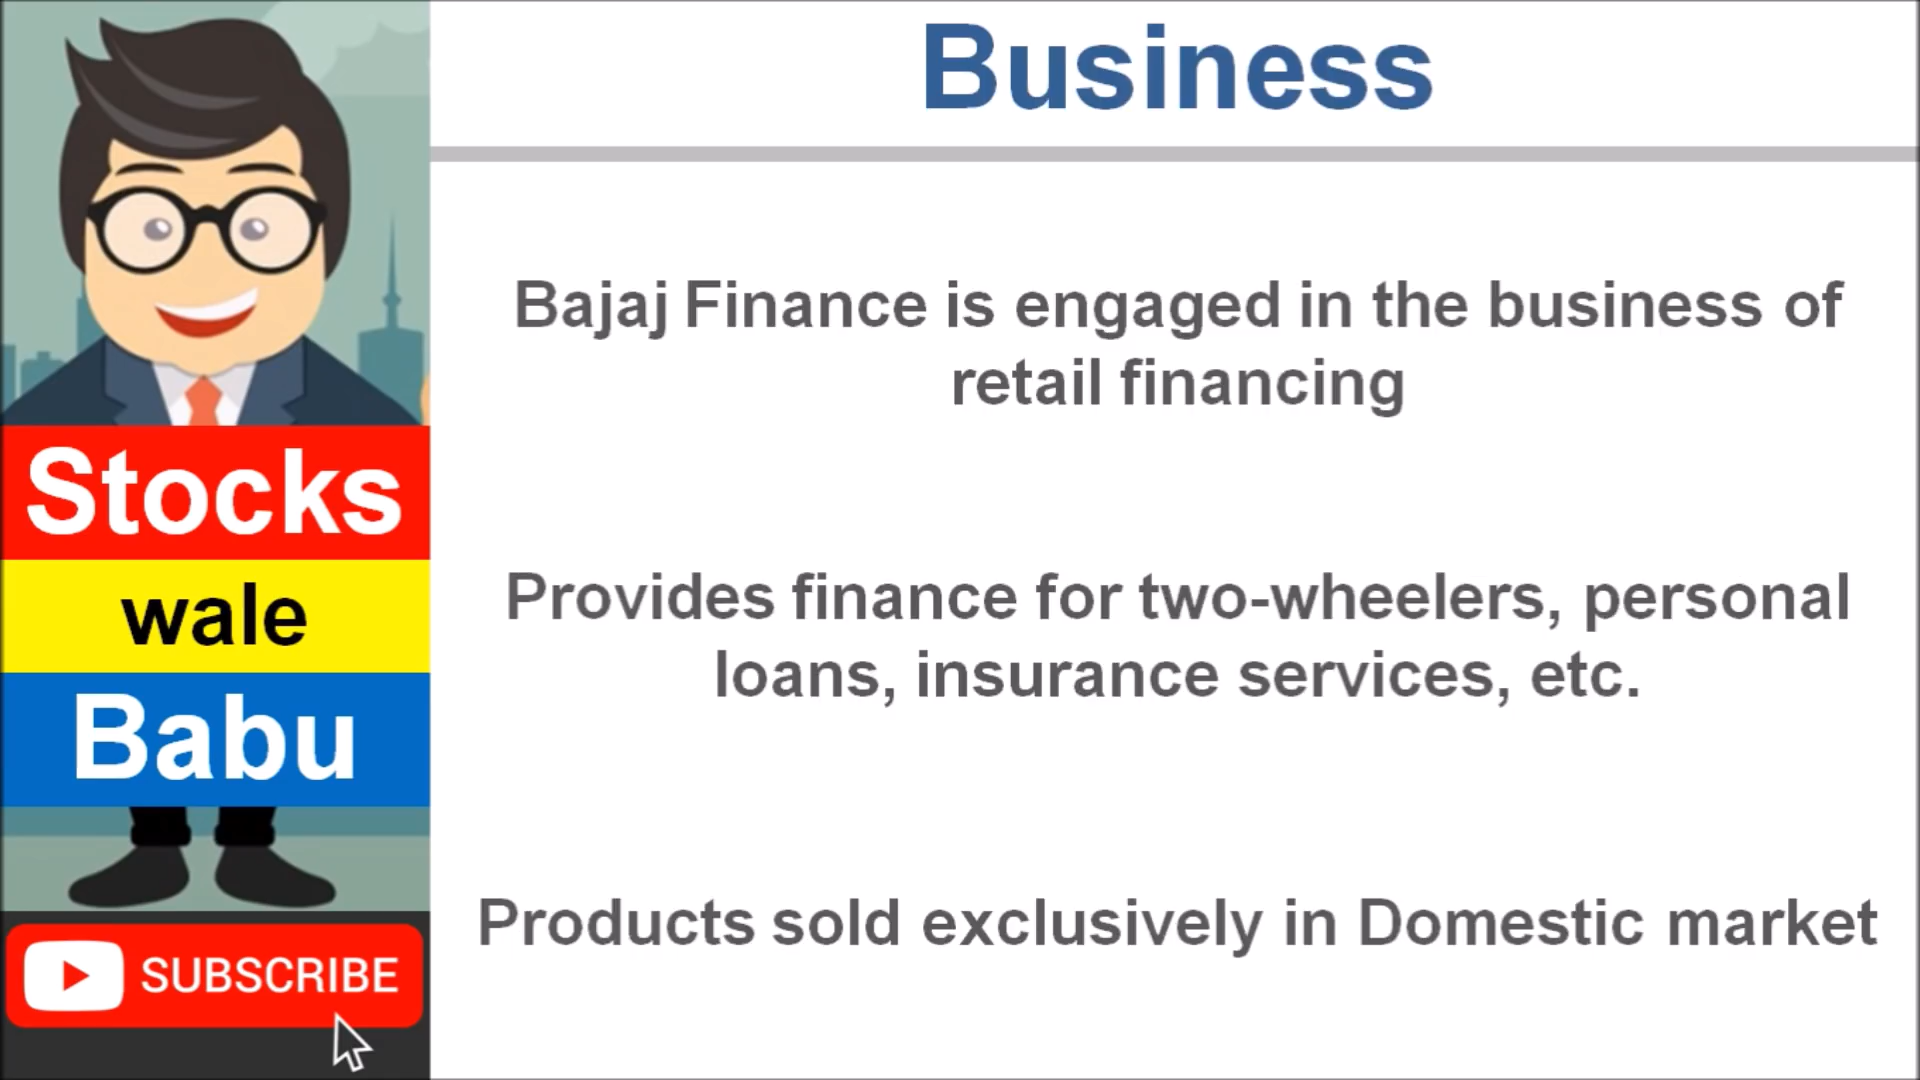 Business
Bajaj Finance is engaged in the business of
retail financing
Provides finance for two-wheelers, personal
loans, insurance services, etc.
Products sold exclusively in Domestic market
Stocks
wale
Babu
SUBSCRIBE